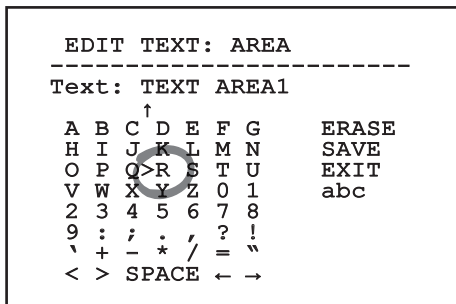 EDIT TEXT: AREA
-------------------------
Text: TEXT AREA1
↑
A B C D E F G ERASE
H I J K L M N SAVE
O P Q>R S T U EXIT
V W X Y Z 0 1 abc
2 3 4 5 6 7 8
9 : ; . , ? !
‵ + - * / = ‶
< > SPACE ← →